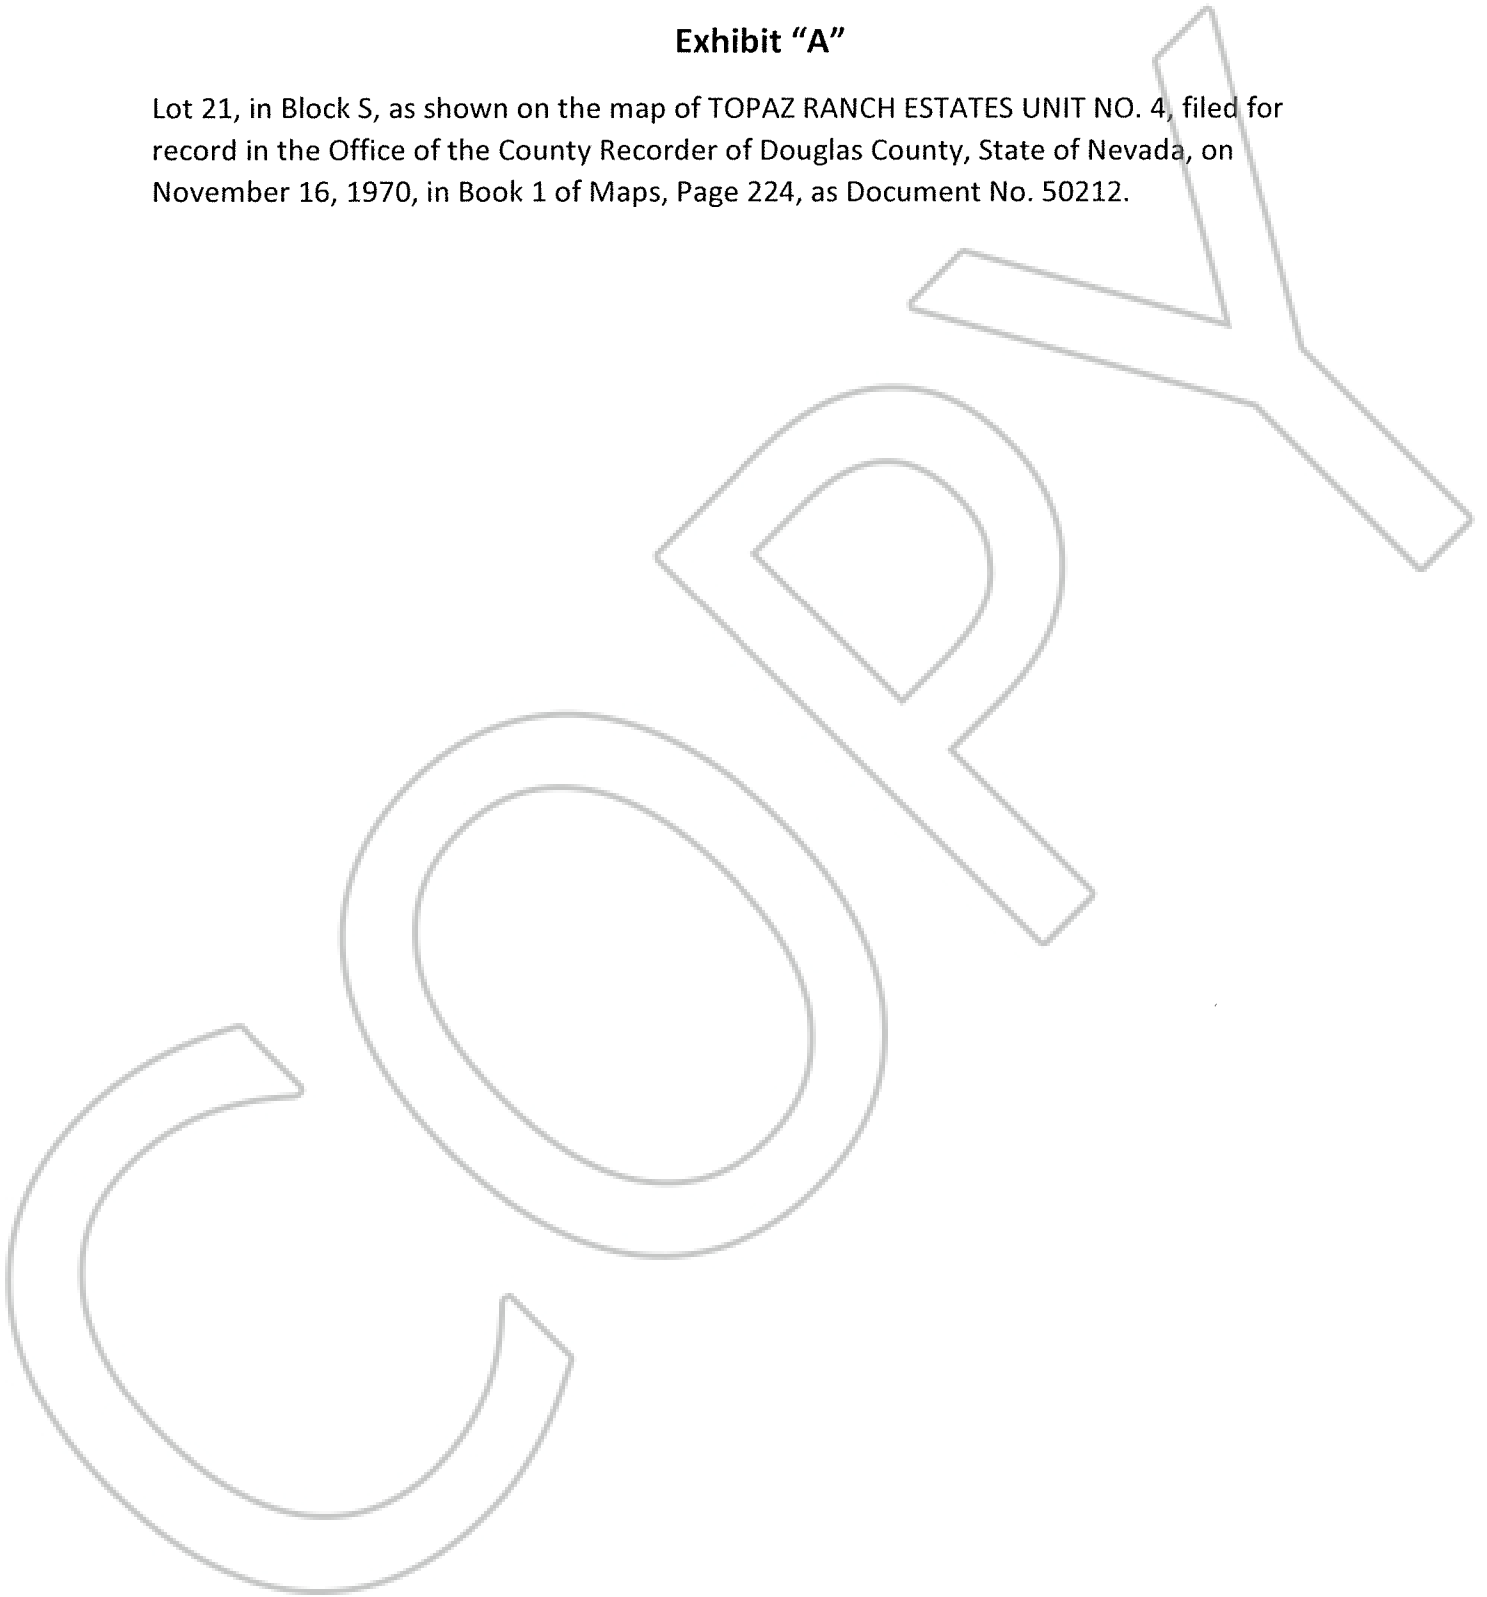 Exhibit “A”
Lot 21, in Block S, as shown on the map of TOPAZ RANCH ESTATES UNIT NO. 4, filed for
record in the Office of the County Recorder of Douglas County, State of Nevada, on
November 16, 1970, in Book 1 of Maps, Page 224, as Document No. 50212.
COPY